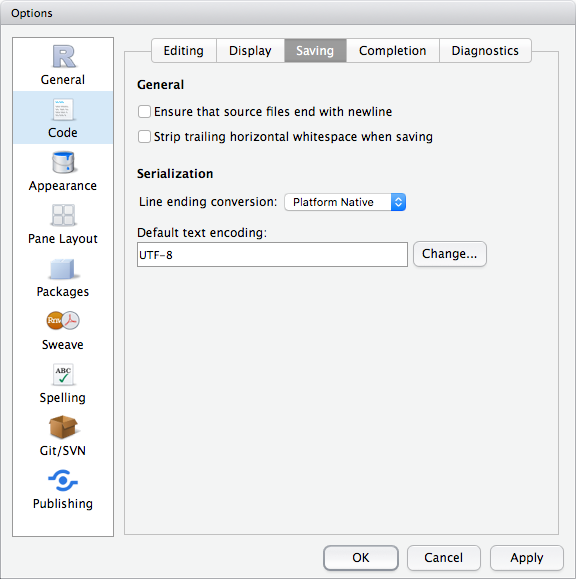 Options
General
Code
Appearance
Pane Layout
Packages
Rnw
Sweave
ABC
Spelling
Git/SVN
Publishing
Editing Display Saving Completion Diagnostics
General
Ensure that source files end with newline
Strip trailing horizontal whitespace when saving
Serialization
Line ending conversion: Platform Native
Default text encoding:
UTF-8 Change...
OK Cancel Apply